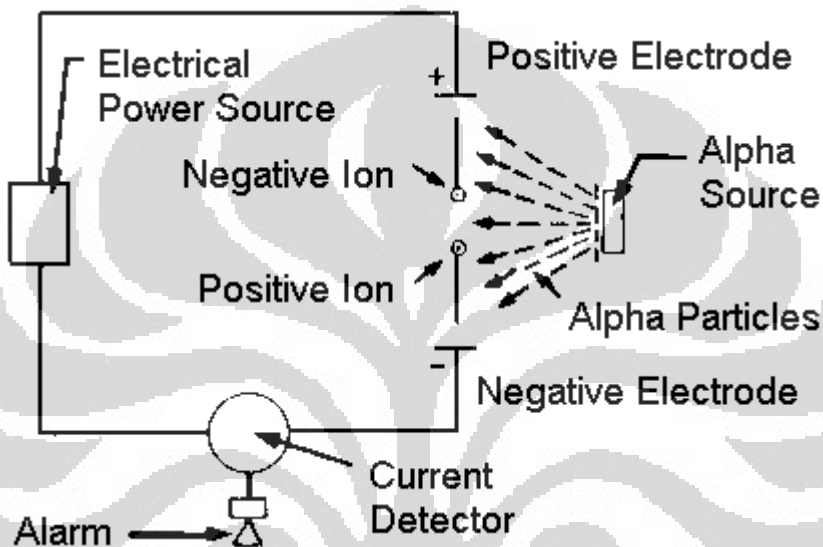 Electrical
Power Source
+
Positive Electrode
Negative Ion
Alpha
Source
Positive Ion
Alpha Particles
-
Negative Electrode
Current
Detector
Alarm